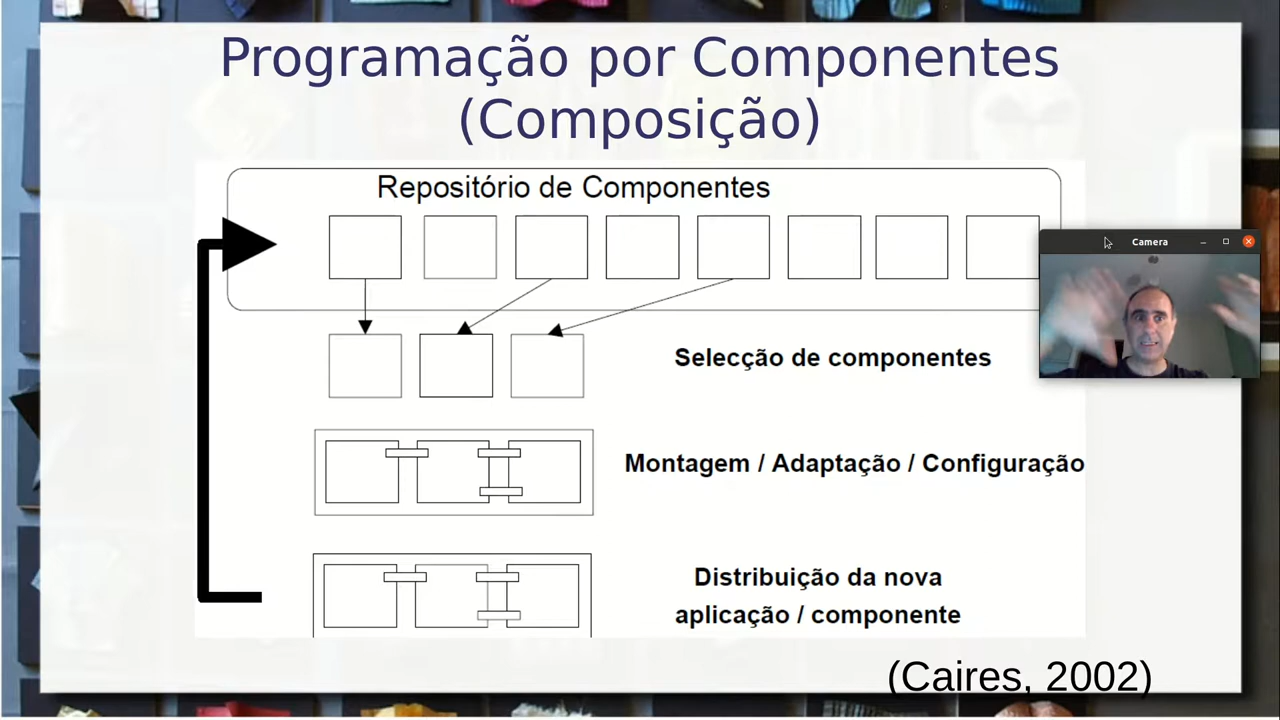 Programação por Componentes
(Composição)
Repositório de Componentes
Camera
Selecção de componentes
Montagem / Adaptação / Configuração
Distribuição da nova
aplicação / componente
(Caires, 2002)